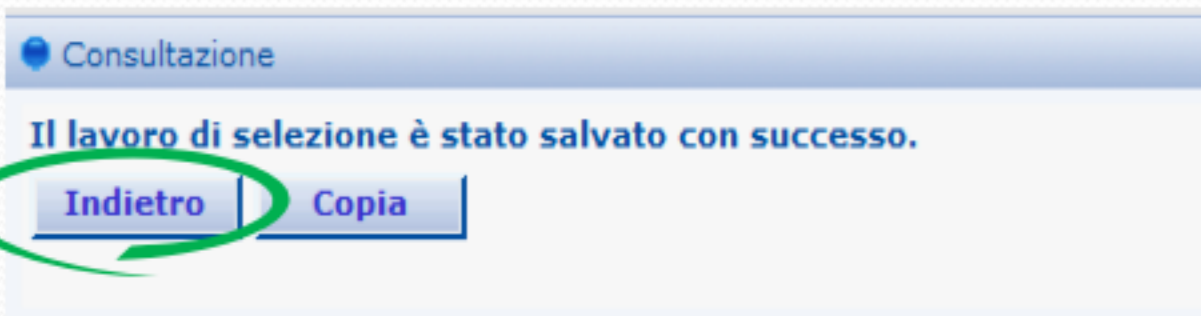 Consultazione
Il lavoro di selezione è stato salvato con successo.
Indietro Copia